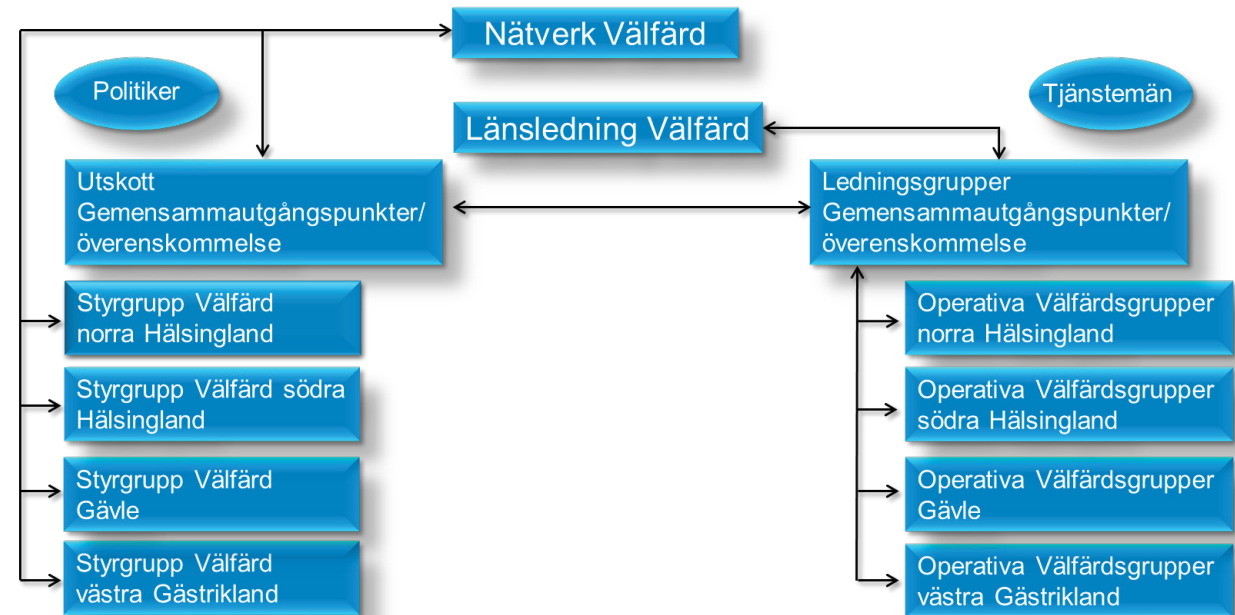 Nätverk Välfärd
Politiker
Tjänstemän
Länsledning Välfärd
Utskott
Gemensammautgångspunkter/
överenskommelse
Ledningsgrupper
Gemensammautgångspunkter/
överenskommelse
Styrgrupp Välfärd
norra Hälsingland
Operativa Välfärdsgrupper
norra Hälsingland
Styrgrupp Välfärd södra
Hälsingland
Operativa Välfärdsgrupper
södra Hälsingland
Styrgrupp Välfärd
Gävle
Operativa Välfärdsgrupper
Gävle
Styrgrupp Välfärd
västra Gästrikland
Operativa Välfärdsgrupper
västra Gästrikland